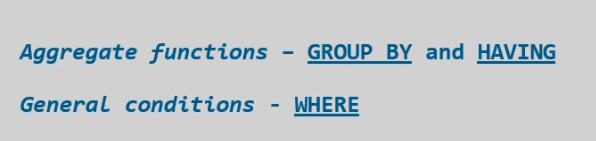 Aggregate functions – GROUP BY and HAVING
General conditions - WHERE